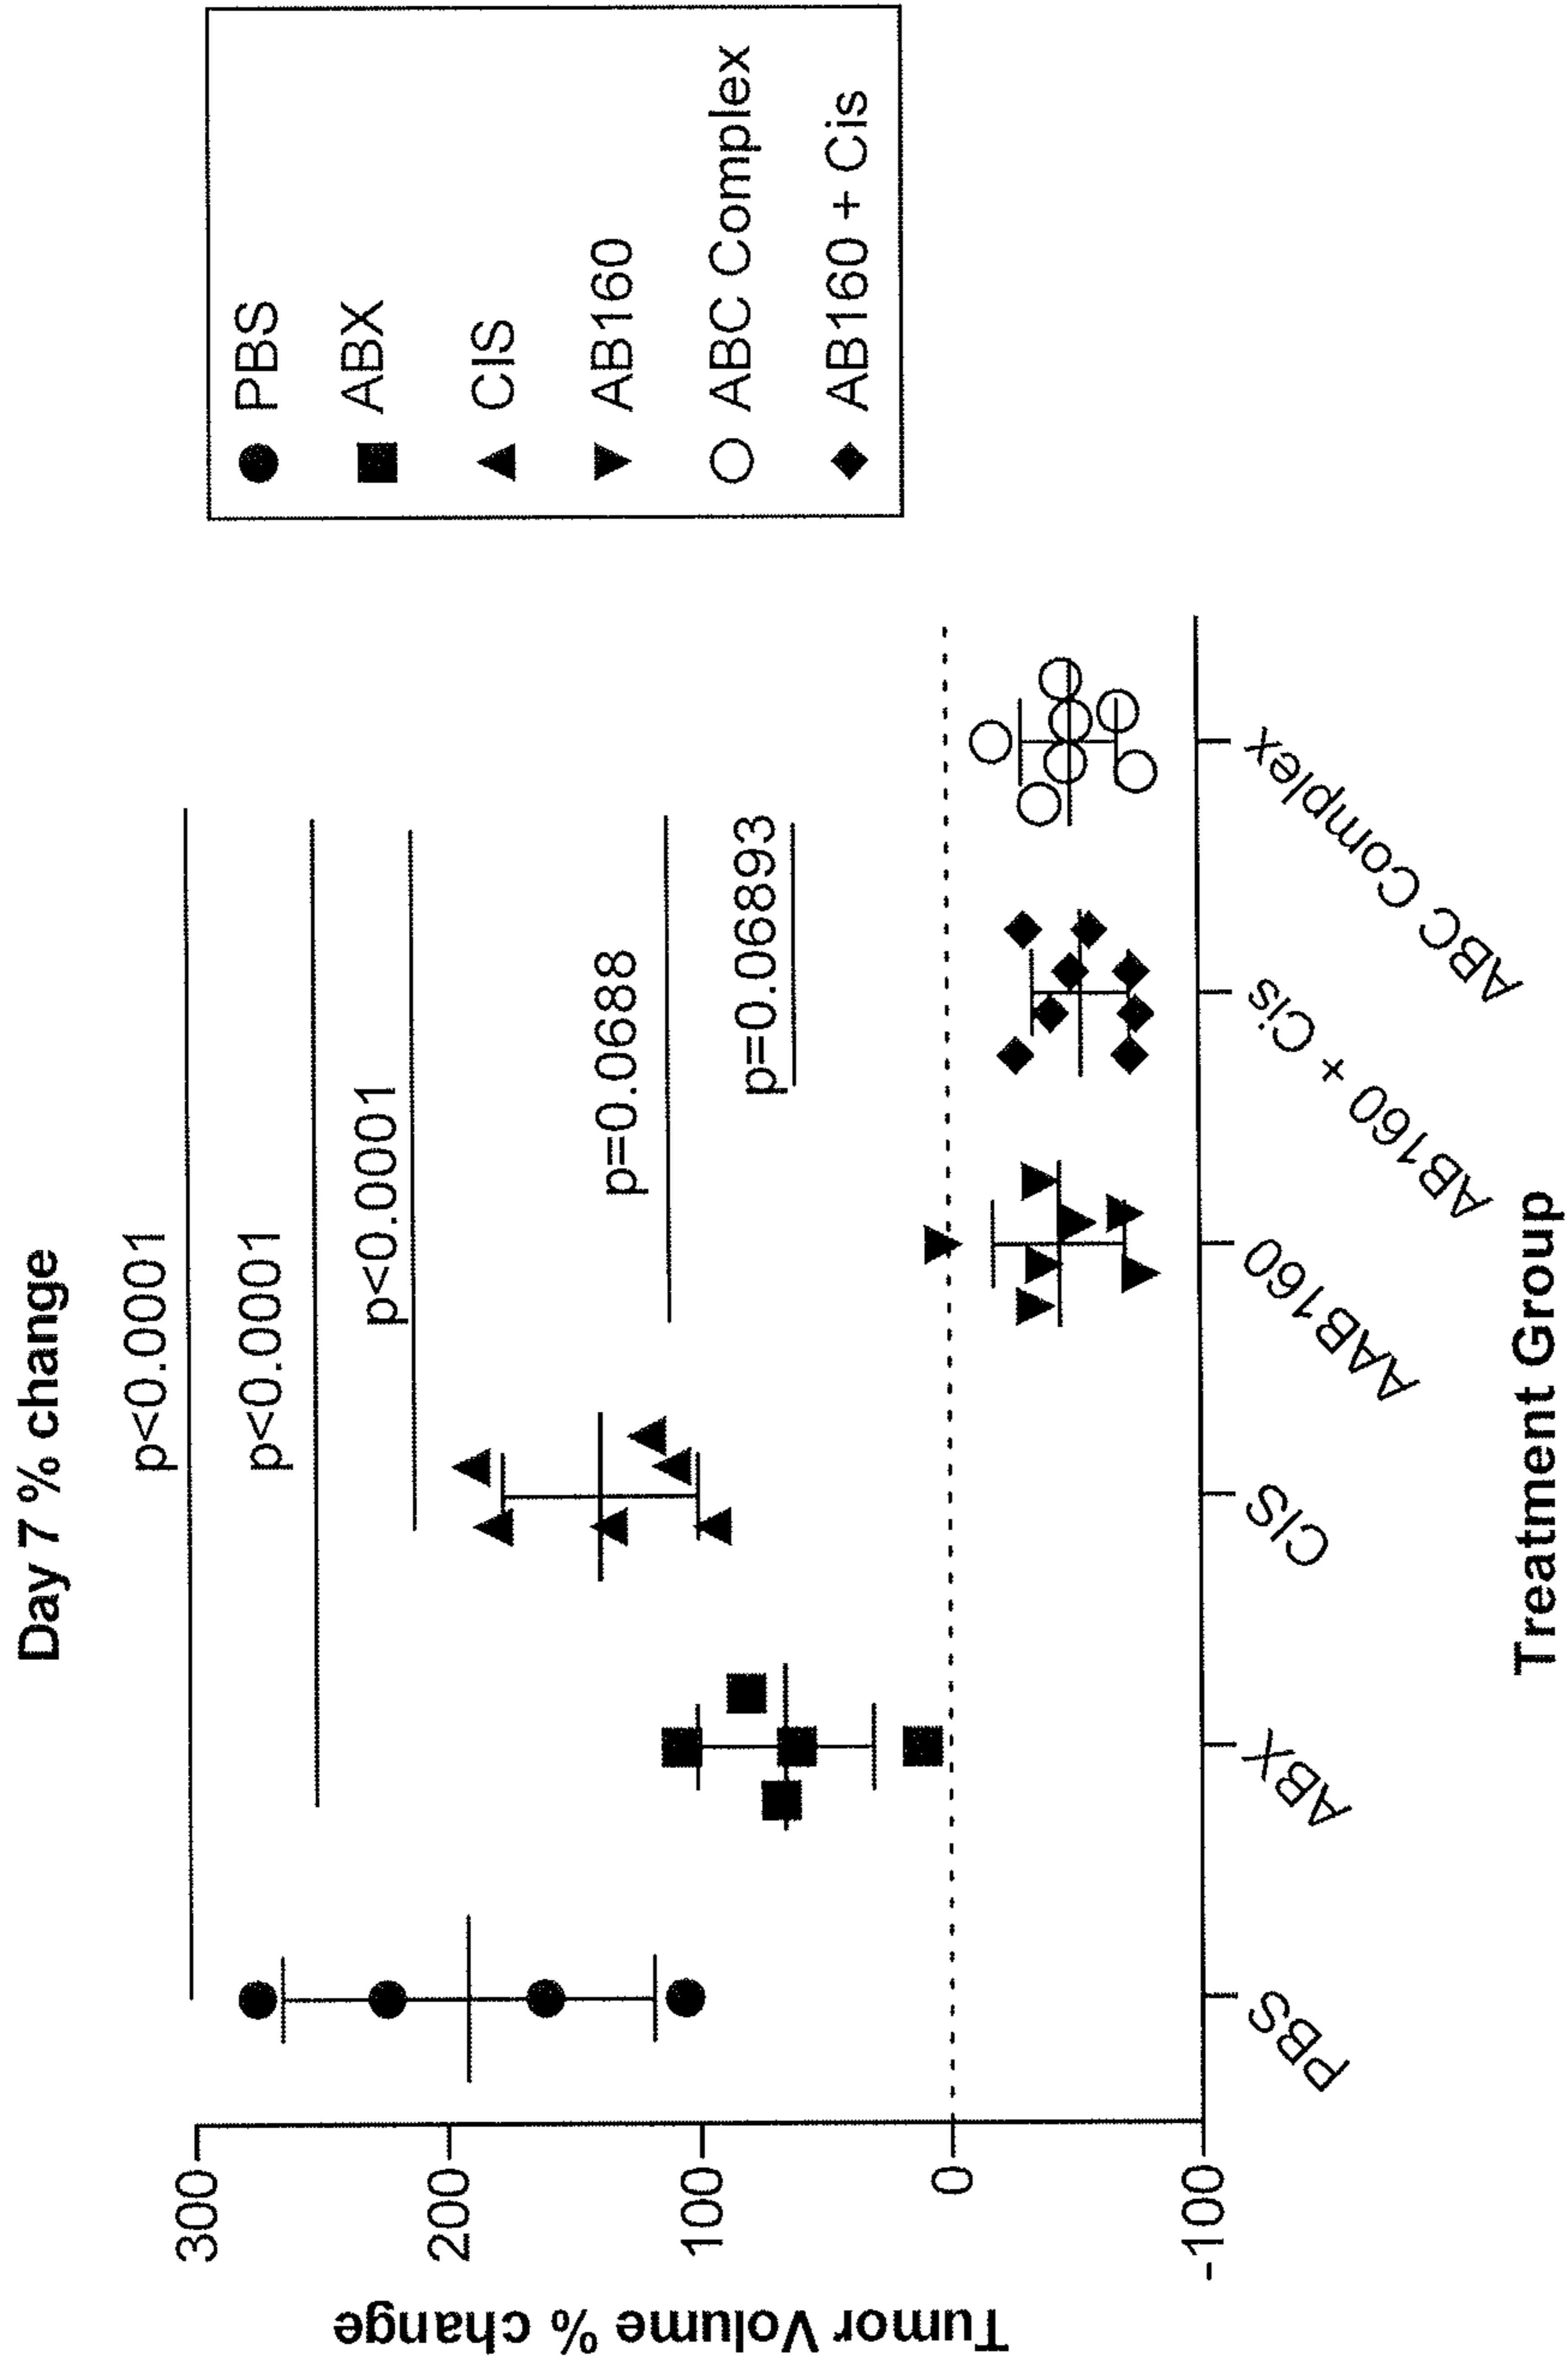 Day 7 % change
p<0.0001
p<0.0001
p<0.0001
p=0.0688
p=0.06893
Tumor Volume % change
300
200
100
0
-100
PBS
ABX
CIS
AAB160
AB160 + Cis
ABC Complex
Treatment Group
PBS
ABX
CIS
AB160
ABC Complex
AB160 + Cis